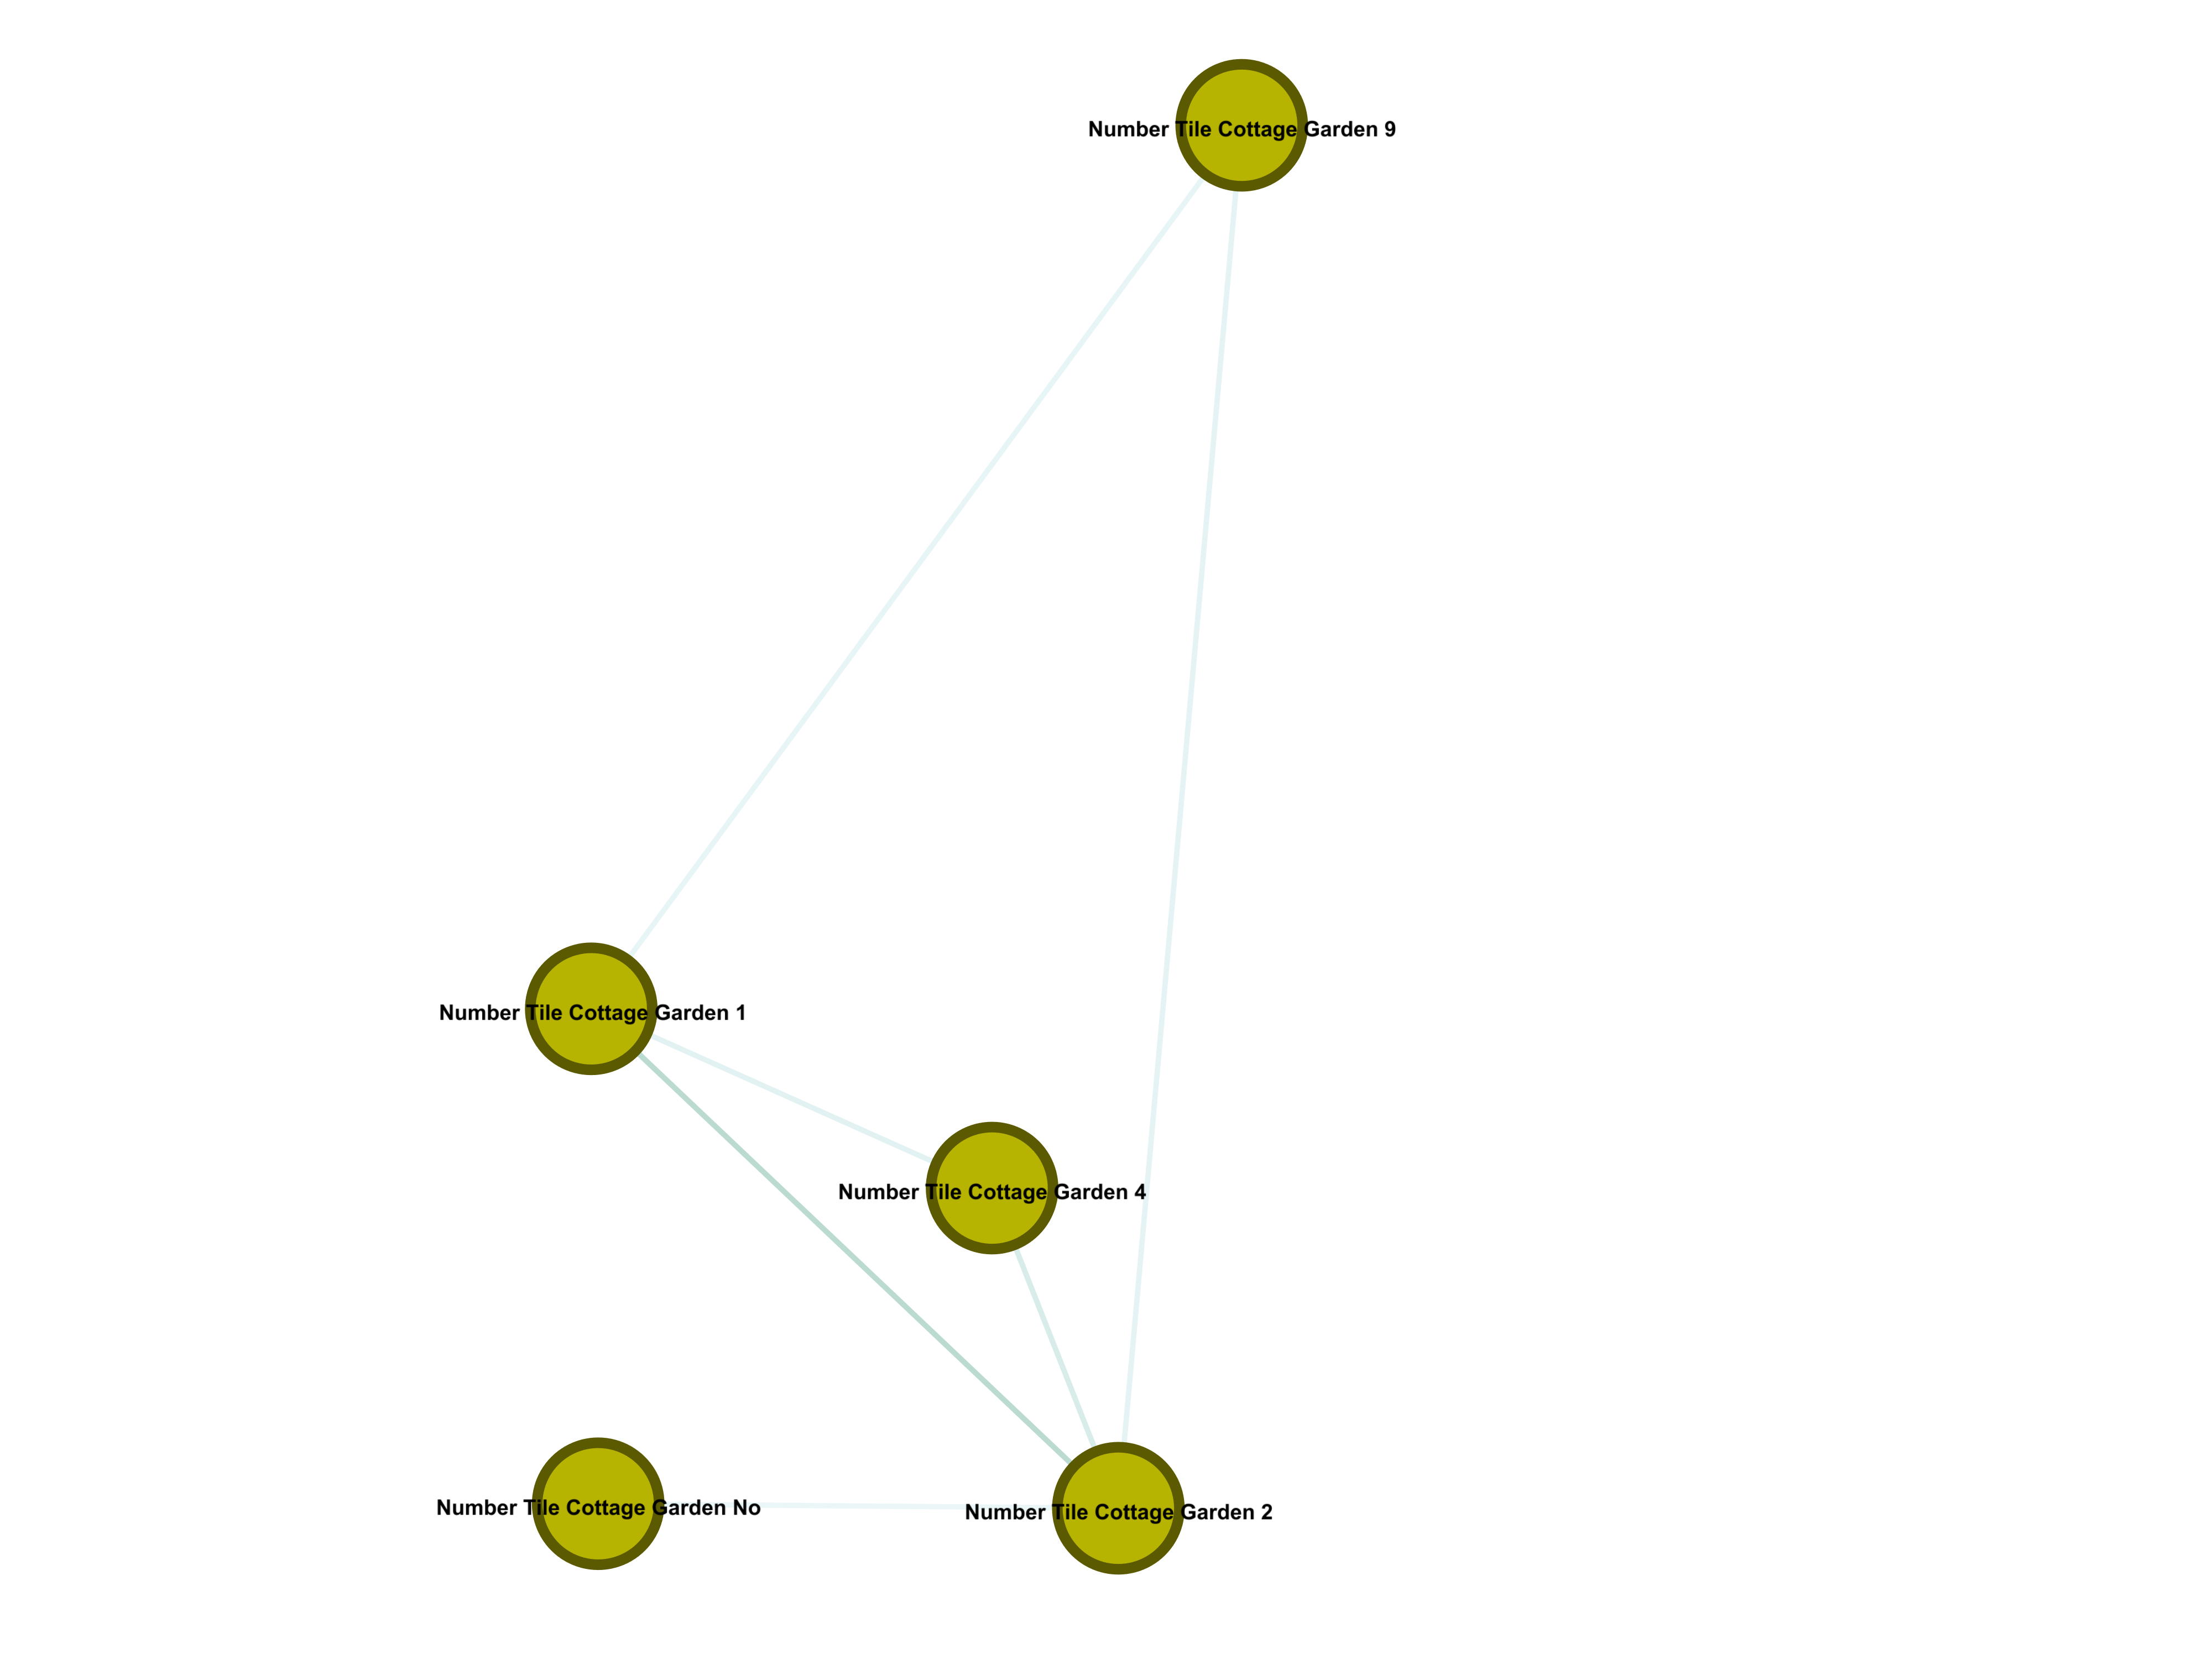 Number Tile Cottage Garden 9
Number Tile Cottage Garden 1
Number Tile Cottage Garden 4
Number Tile Cottage Garden No
Number Tile Cottage Garden 2